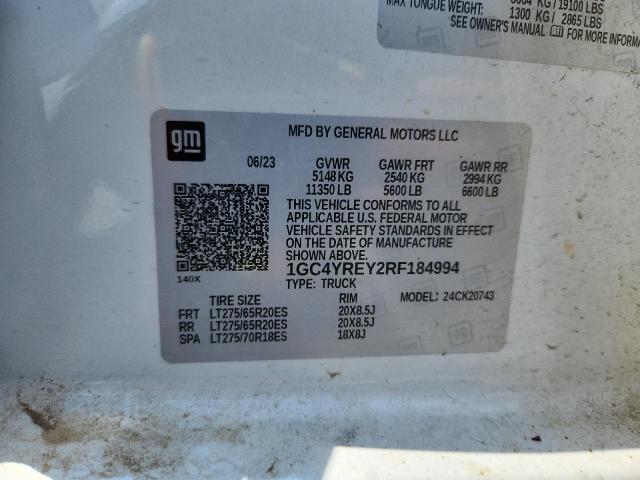 KG / 19100 LBS
MAX TONGUE WEIGHT:
1300 KG / 2865 LBS
SEE OWNER'S MANUAL FOR MORE INFORMA
gm
MFD BY GENERAL MOTORS LLC
06/23 GVWR GAWR FRT GAWR RR
5148 KG 2540 KG 2994 KG
11350 LB 5600 LB 6600 LB
THIS VEHICLE CONFORMS TO ALL
APPLICABLE U.S. FEDERAL MOTOR
VEHICLE SAFETY STANDARDS IN EFFECT
ON THE DATE OF MANUFACTURE
SHOWN ABOVE.
1GC4YREY2RF184994
140X
TYPE: TRUCK
TIRE SIZE RIM MODEL: 24CK20743
FRT LT275/65R20ES 20X8.5J
RR LT275/65R20ES 20X8.5J
SPA LT275/70R18ES 18X8J